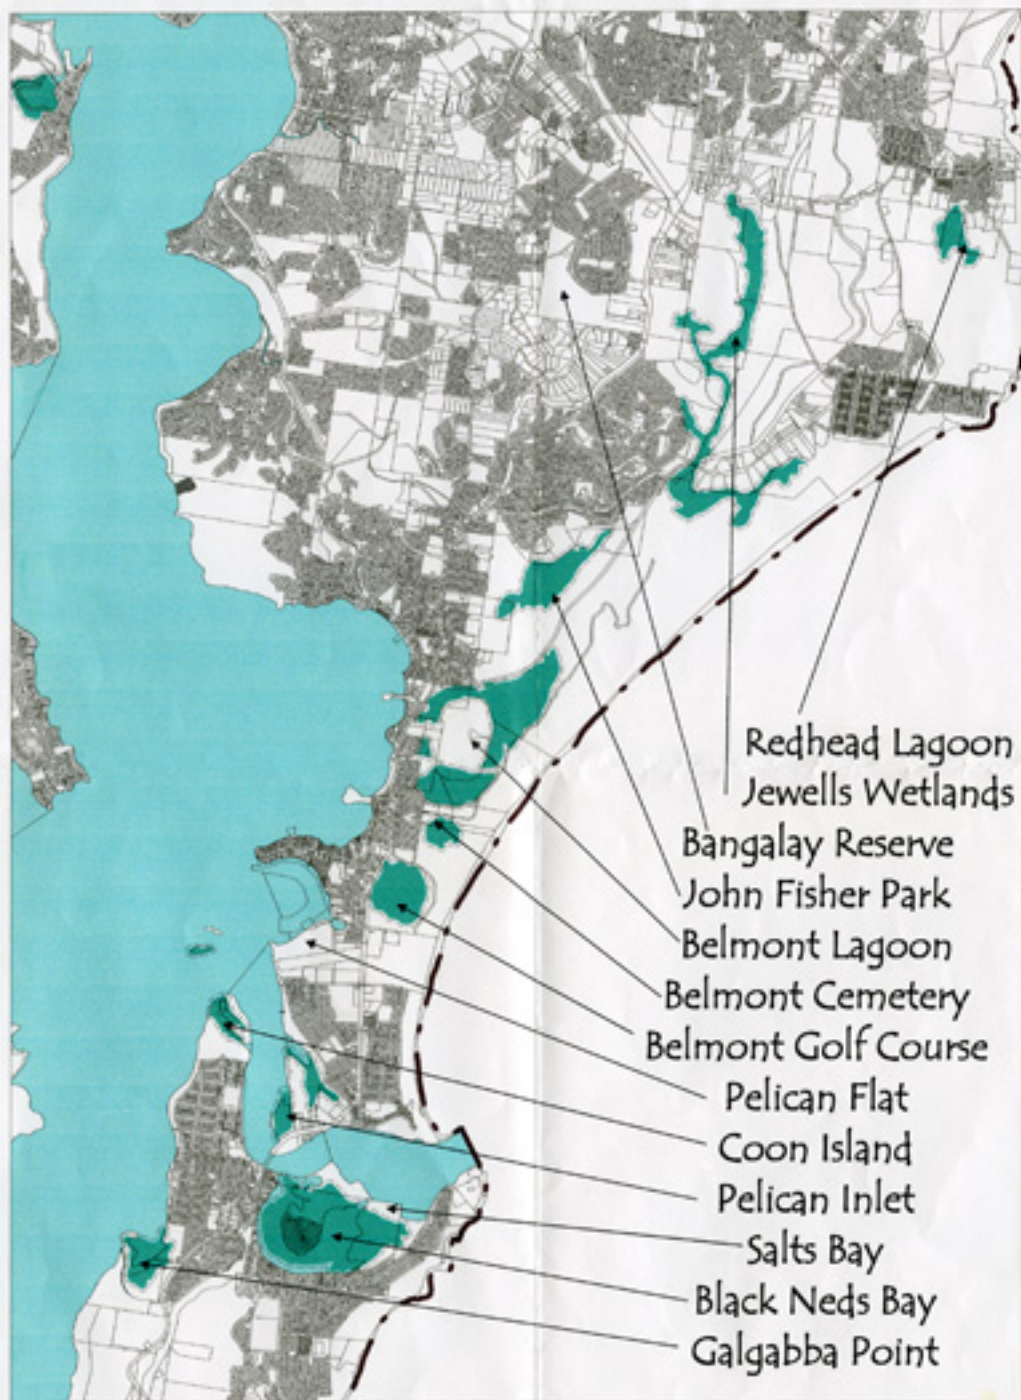 Redhead Lagoon
Jewells Wetlands
Bangalay Reserve
John Fisher Park
Belmont Lagoon
Belmont Cemetery
Belmont Golf Course
Pelican Flat
Coon Island
Pelican Inlet
Salts Bay
Black Neds Bay
Galgabba Point